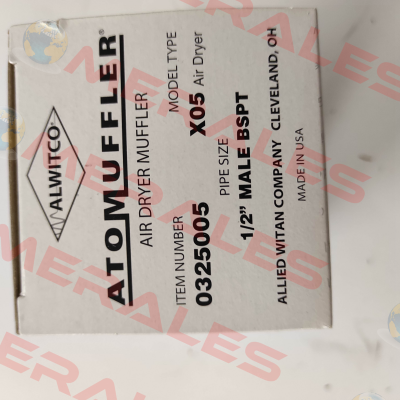 ALWITCO®
ATOMUFFLER®
AIR DRYER MUFFLER
ITEM NUMBER MODEL TYPE
0325005 X05 Air Dryer
PIPE SIZE
1/2" MALE BSPT
ALLIED WITAN COMPANY CLEVELAND, OH
MADE IN USA
MERALES